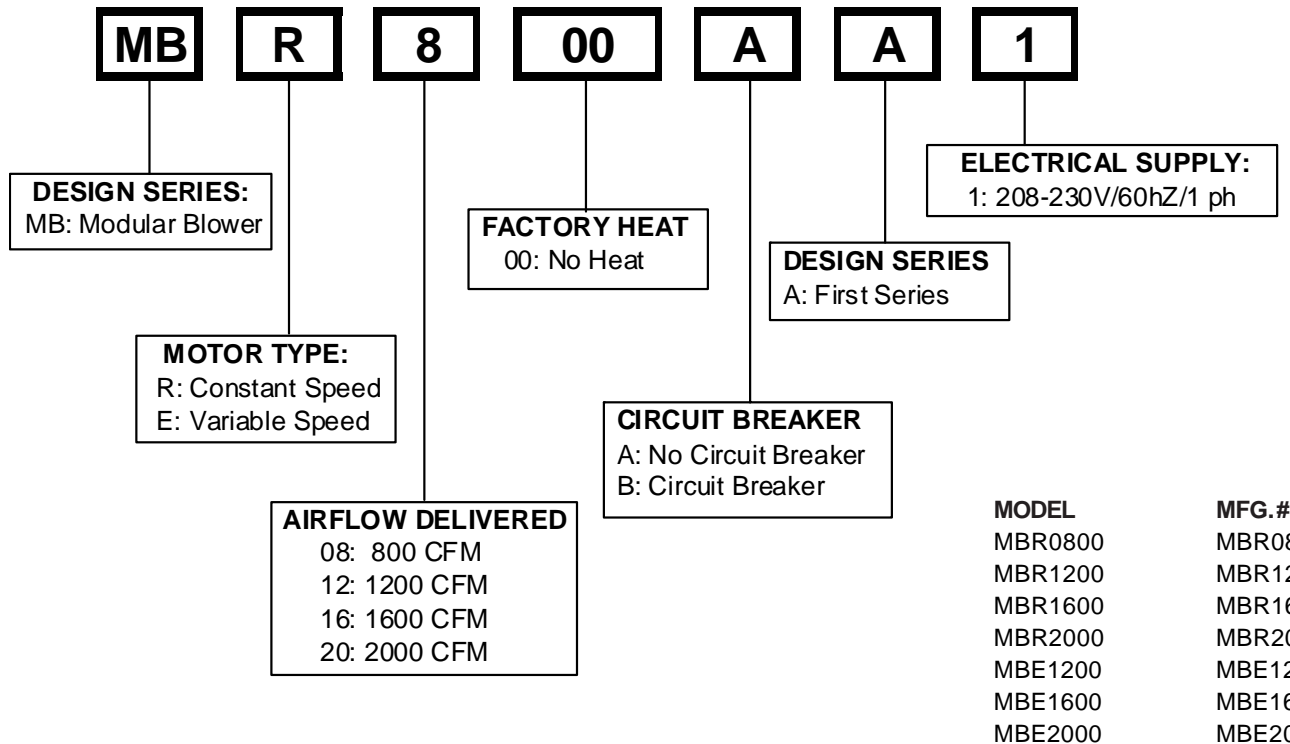 MB R 8 00 A A 1
DESIGN SERIES:
MB: Modular Blower
MOTOR TYPE:
R: Constant Speed
E: Variable Speed
AIRFLOW DELIVERED
08: 800 CFM
12: 1200 CFM
16: 1600 CFM
20: 2000 CFM
FACTORY HEAT
00: No Heat
CIRCUIT BREAKER
A: No Circuit Breaker
B: Circuit Breaker
DESIGN SERIES
A: First Series
ELECTRICAL SUPPLY:
1: 208-230V/60hZ/1 ph
MODEL MFG.#
MBR0800
MBR1200
MBR1600
MBR2000
MBE1200
MBE1600
MBE2000